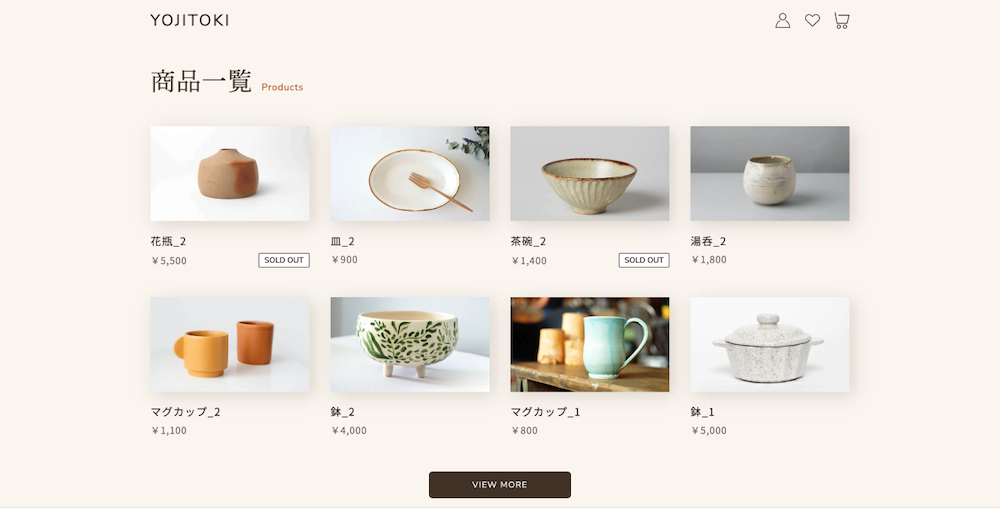 YOJITOKI
商品一覧 Products
花瓶_2
￥5,500 SOLD OUT
皿_2
￥900
茶碗_2
￥1,400 SOLD OUT
湯呑_2
￥1,800
マグカップ_2
￥1,100
鉢_2
￥4,000
マグカップ_1
￥800
鉢_1
￥5,000
VIEW MORE